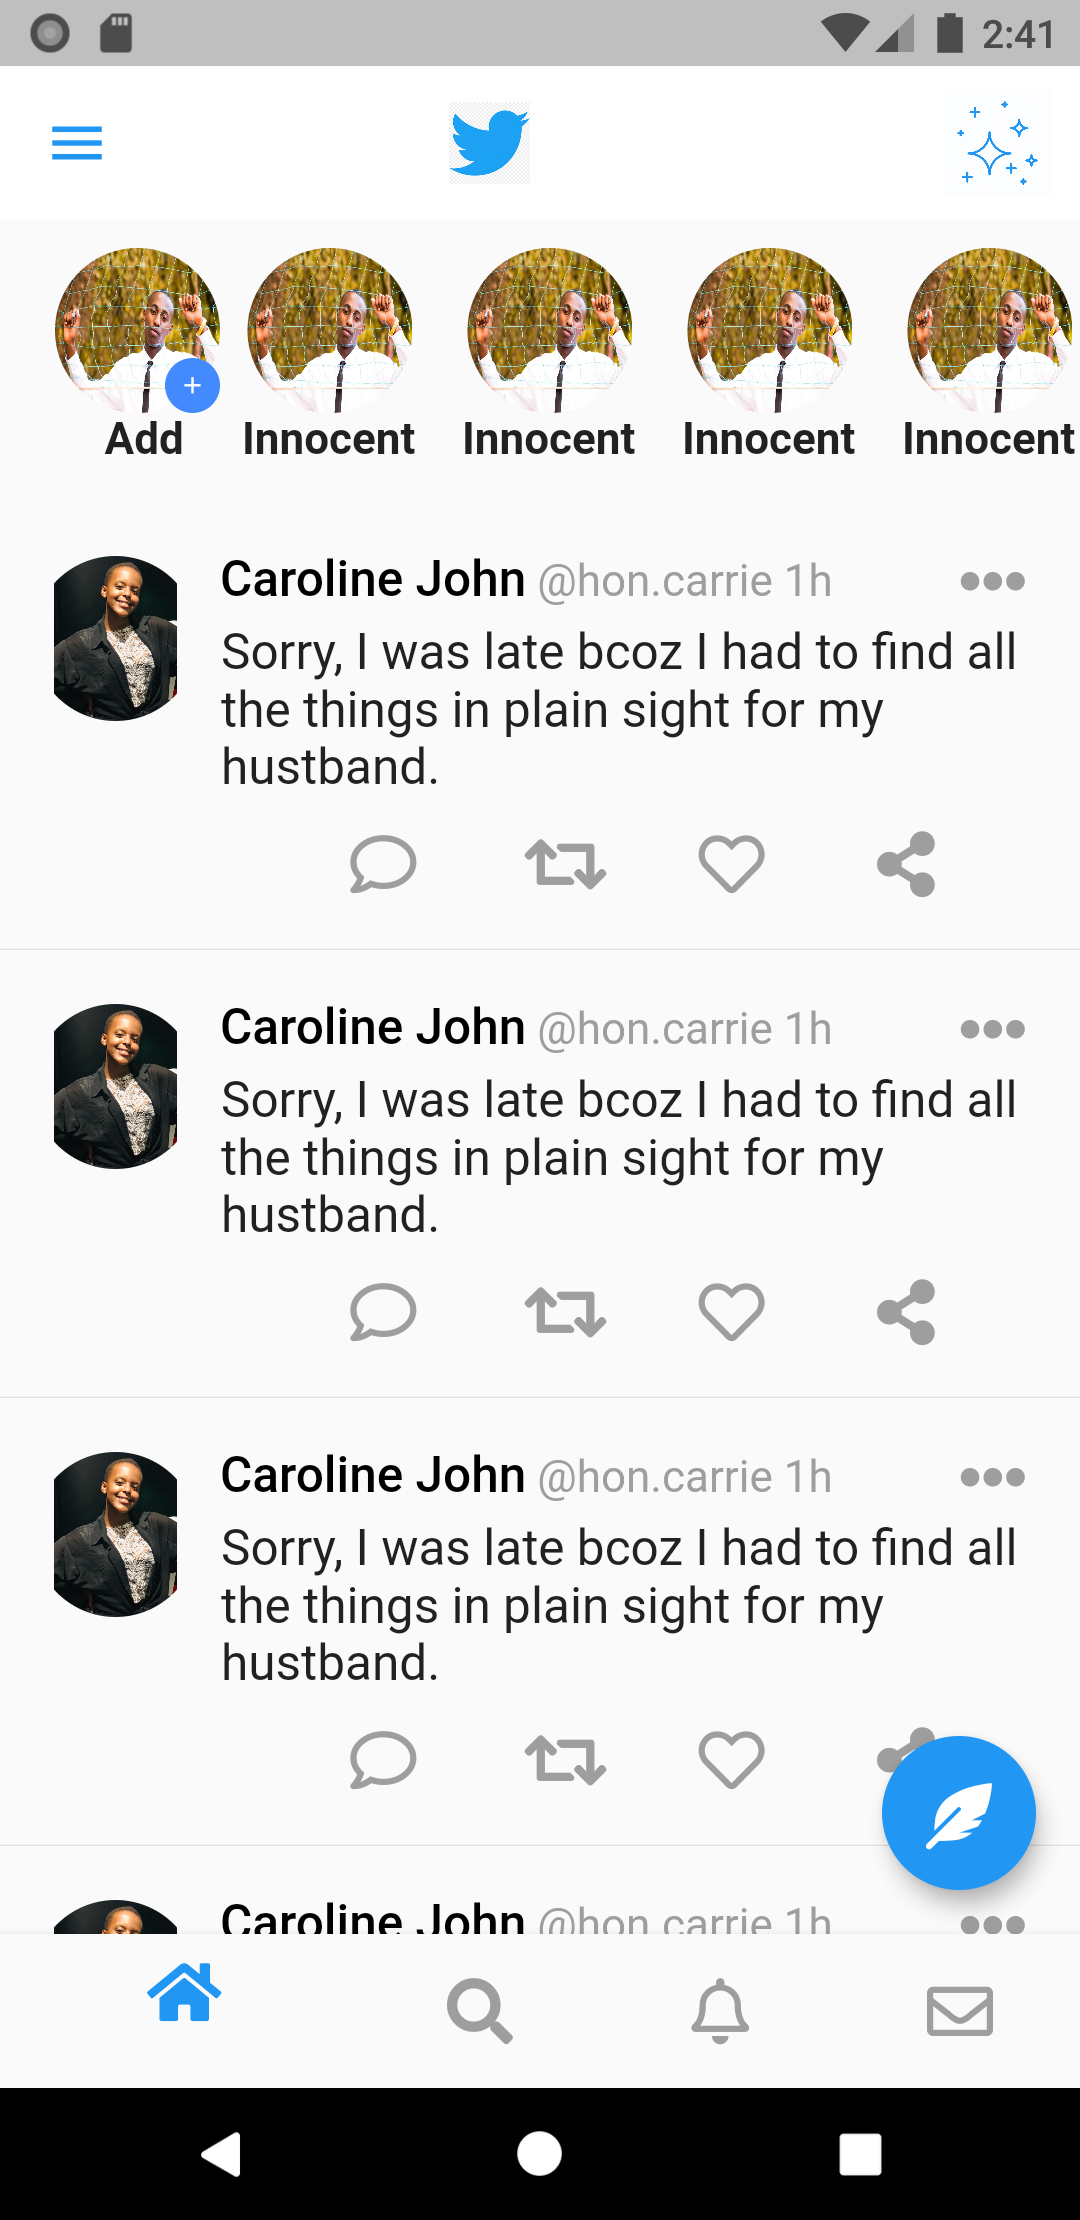 2:41
Add Innocent Innocent Innocent Innocent
Caroline John @hon.carrie 1h
Sorry, I was late bcoz I had to find all
the things in plain sight for my
hustband.
Caroline John @hon.carrie 1h
Sorry, I was late bcoz I had to find all
the things in plain sight for my
hustband.
Caroline John @hon.carrie 1h
Sorry, I was late bcoz I had to find all
the things in plain sight for my
hustband.
Caroline John @hon.carrie 1h